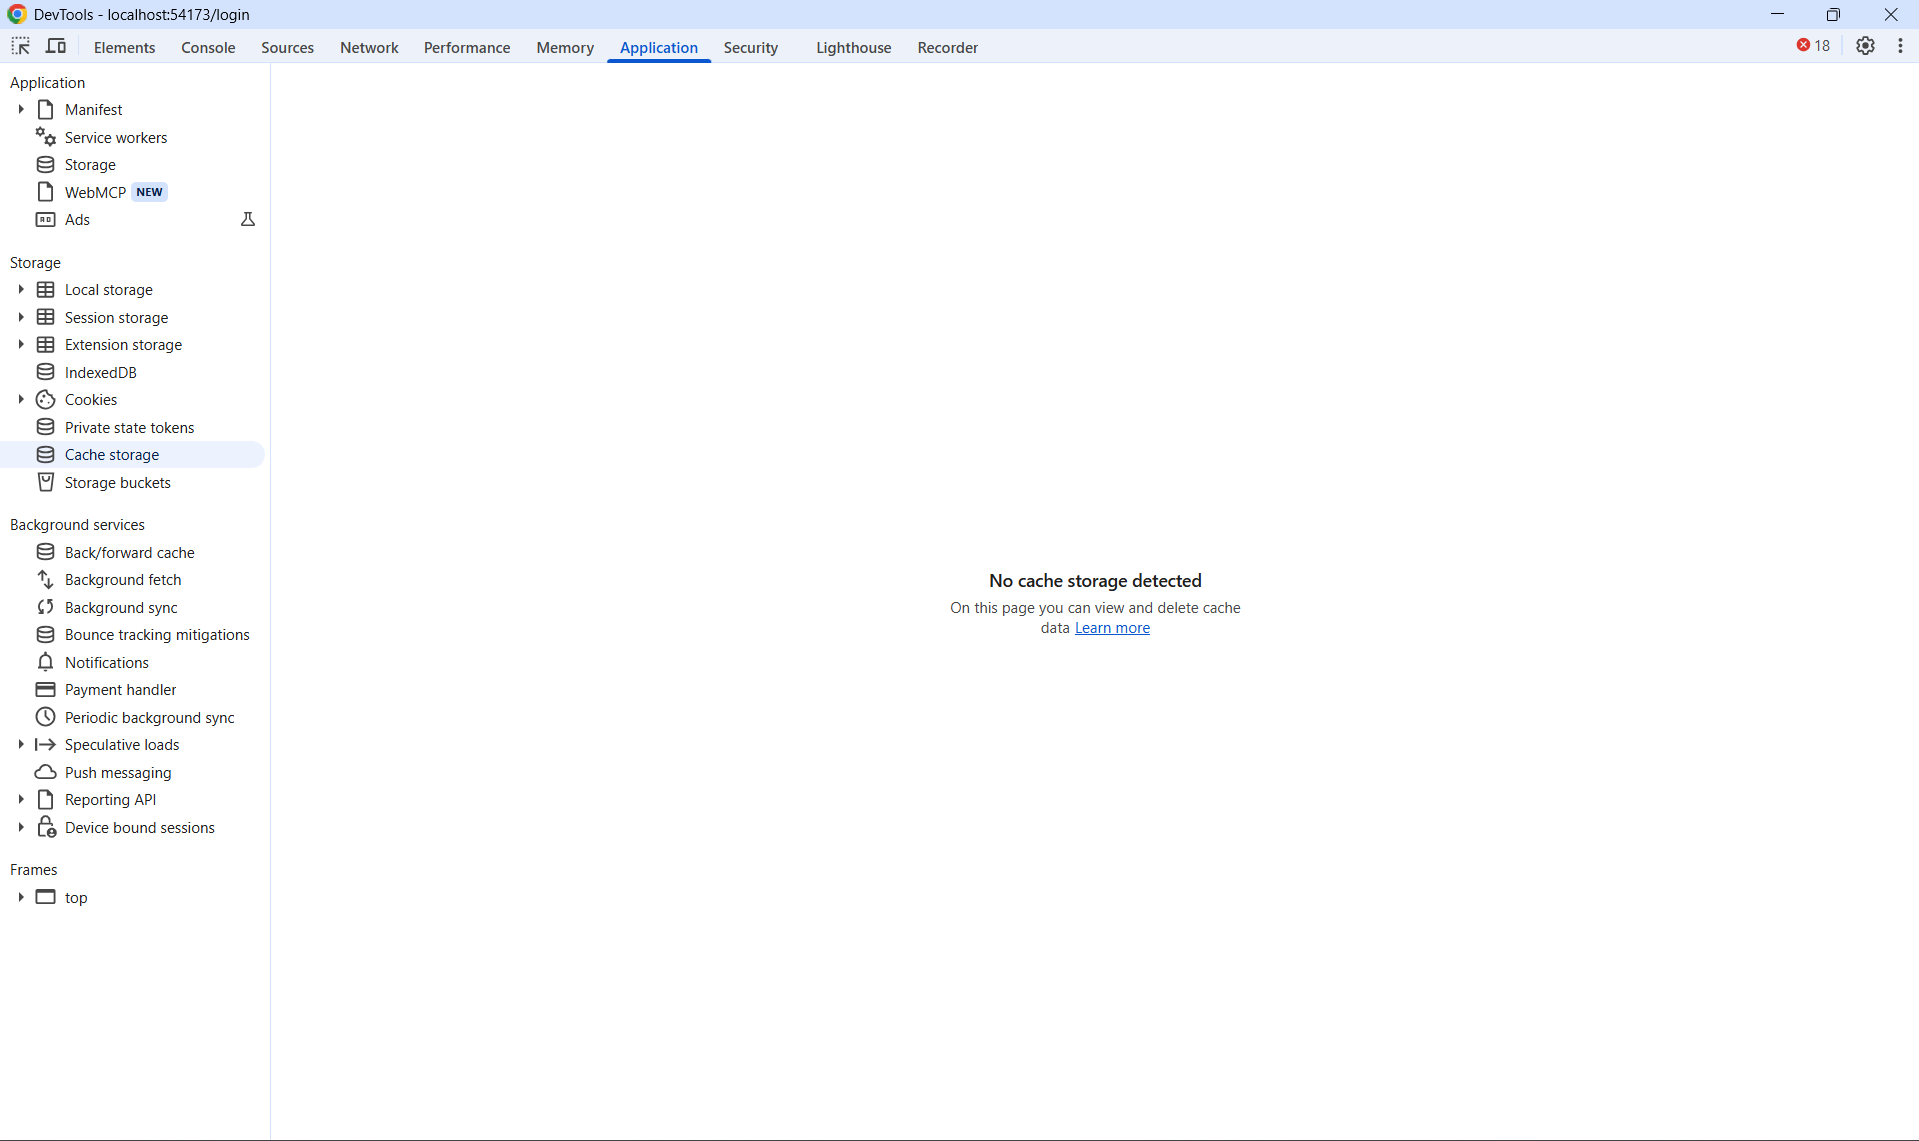 DevTools - localhost:54173/login
Elements Console Sources Network Performance Memory Application Security Lighthouse Recorder 18
Application
Manifest
Service workers
Storage
WebMCP NEW
Ads
Storage
Local storage
Session storage
Extension storage
IndexedDB
Cookies
Private state tokens
Cache storage
Storage buckets
Background services
Back/forward cache
Background fetch
Background sync
Bounce tracking mitigations
Notifications
Payment handler
Periodic background sync
Speculative loads
Push messaging
Reporting API
Device bound sessions
Frames
top
No cache storage detected
On this page you can view and delete cache
data Learn more